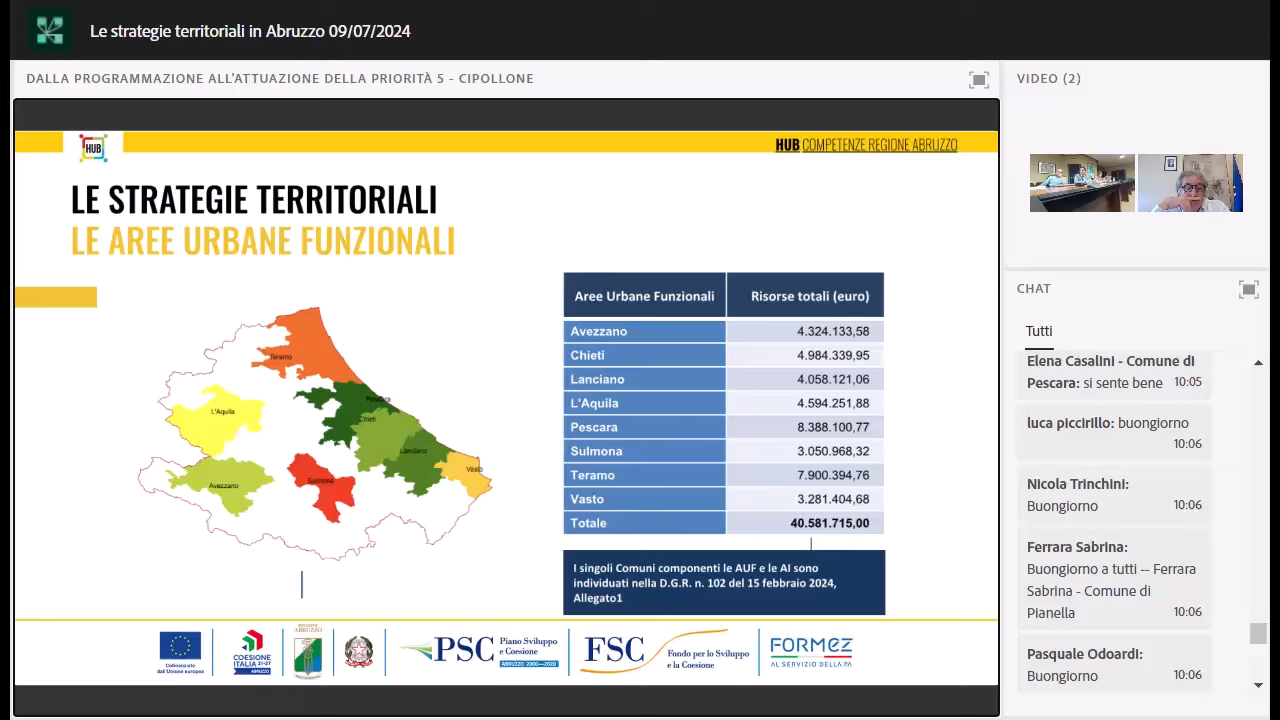 Le strategie territoriali in Abruzzo 09/07/2024
DALLA PROGRAMMAZIONE ALL'ATTUAZIONE DELLA PRIORITÀ 5 - CIPOLLONE
HUB
HUB COMPETENZE REGIONE ABRUZZO
LE STRATEGIE TERRITORIALI
LE AREE URBANE FUNZIONALI
Teramo
L'Aquila
Pescara
Chieti
Lanciano
Vasto
Avezzano
Sulmona
Aree Urbane Funzionali Risorse totali (euro)
Avezzano 4.324.133,58
Chieti 4.984.339,95
Lanciano 4.058.121,06
L'Aquila 4.594.251,88
Pescara 8.388.100,77
Sulmona 3.050.968,32
Teramo 7.900.394,76
Vasto 3.281.404,68
Totale 40.581.715,00
I singoli Comuni componenti le AUF e le AI sono
individuati nella D.G.R. n. 102 del 15 febbraio 2024,
Allegato1
Cofinanziato
dall'Unione europea
COESIONE
ITALIA 21-27
ABRUZZO
REGIONE
ABRUZZO
PSC Piano Sviluppo
e Coesione
ABRUZZO 2000—2020
FSC Fondo per lo Sviluppo
e la Coesione
FORMEZ
AL SERVIZIO DELLA PA
VIDEO (2)
CHAT
Tutti
Elena Casalini - Comune di
Pescara: si sente bene 10:05
luca piccirillo: buongiorno
10:06
Nicola Trinchini:
Buongiorno 10:06
Ferrara Sabrina:
Buongiorno a tutti -- Ferrara
Sabrina - Comune di
Pianella 10:06
Pasquale Odoardi:
Buongiorno 10:06